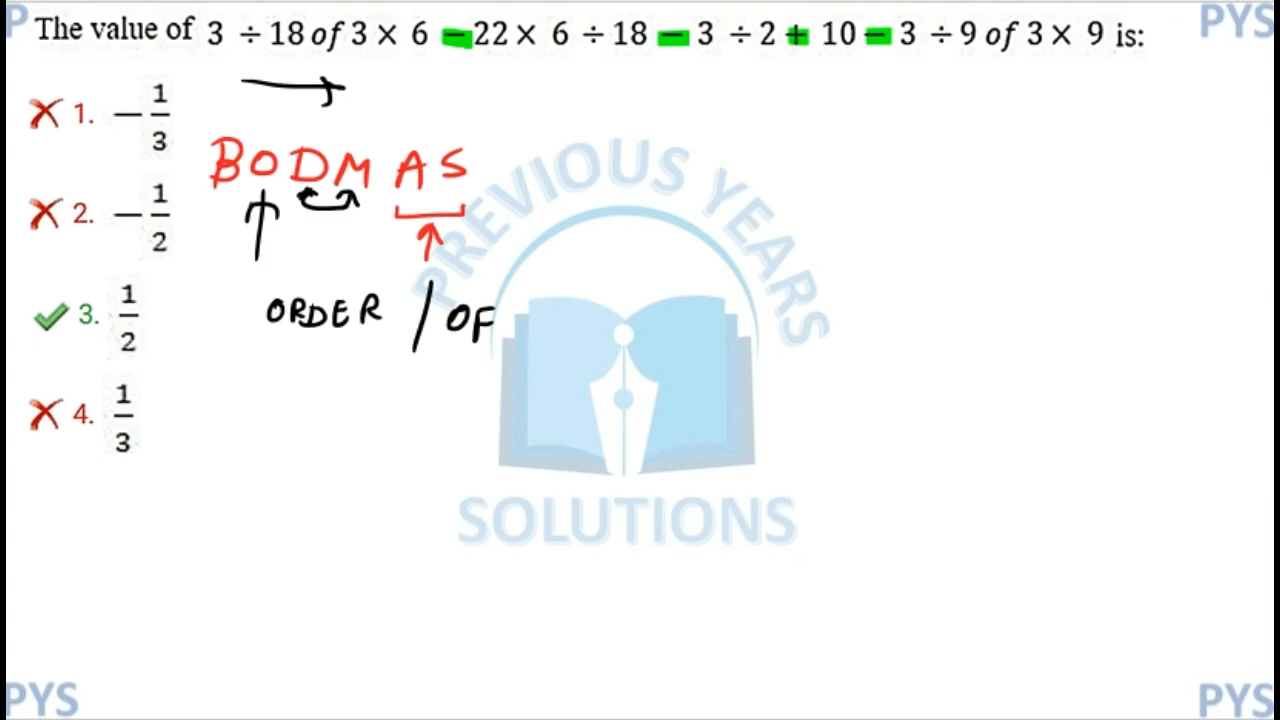 PYS
The value of 3 ÷ 18 of 3 × 6 − 22 × 6 ÷ 18 − 3 ÷ 2 + 10 − 3 ÷ 9 of 3 × 9 is:
P
1. −1/3
BODMAS
2. −1/2
3. 1/2
ORDER / OF
4. 1/3
PREVIOUS YEARS
SOLUTIONS
PYS
PYS